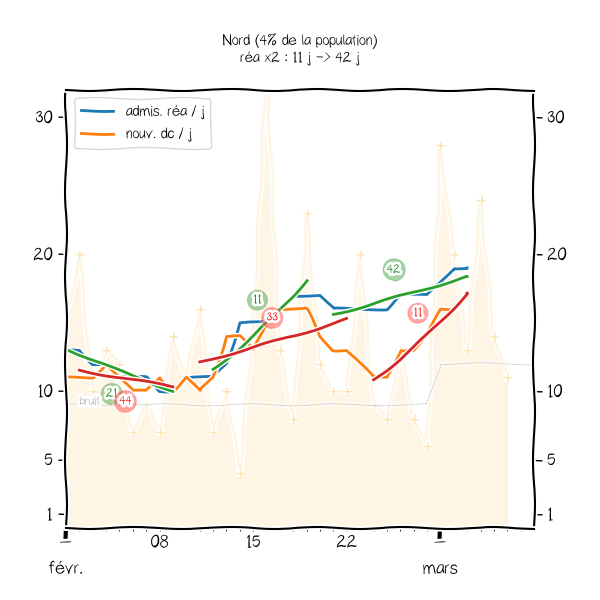 Nord (4% de la population)
réa x2 : 11 j -> 42 j
admis. réa / j
nouv. dc / j
30
30
20
20
42
11
33
11
10
10
bruit
21
44
5
5
1
1
08
15
22
févr.
mars